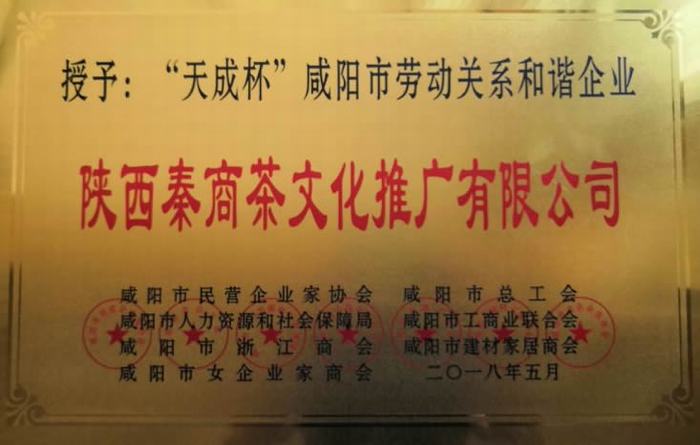 授予：“天成杯”咸阳市劳动关系和谐企业
陕西秦商茶文化推广有限公司
咸阳市民营企业家协会 咸阳市总工会
咸阳市人力资源和社会保障局 咸阳市工商业联合会
咸阳市浙江商会 咸阳市建材家居商会
咸阳市女企业家商会 二〇一八年五月